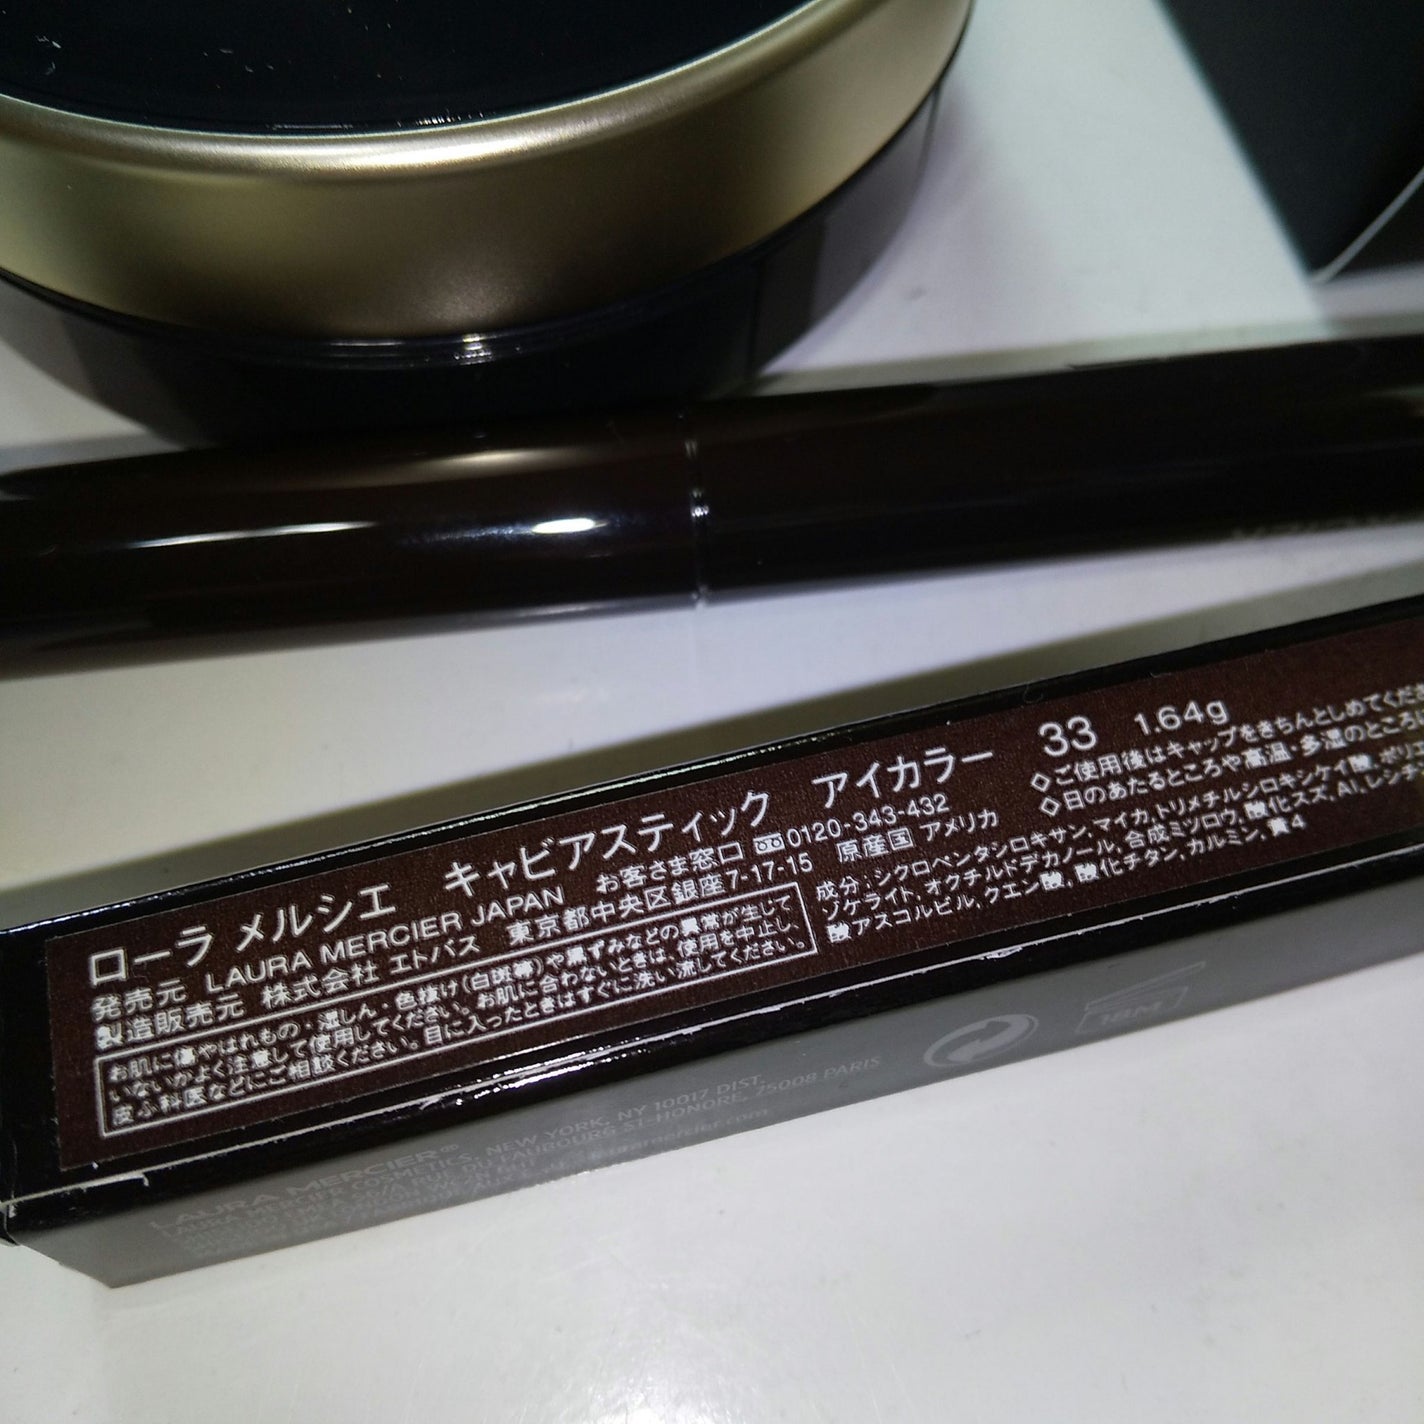 ローラ メルシエ キャビアスティック アイカラー 33 1.64g
発売元 LAURA MERCIER JAPAN お客さま窓口 0120-343-432
製造販売元 株式会社 エトバス 東京都中央区銀座7-17-15 原産国 アメリカ
お肌に傷やはれもの・湿しん・色抜け(白斑等)や黒ずみなどの異常が生じて
いないかよく注意して使用してください。お肌に合わないときは、使用を中止し、
皮ふ科医などにご相談ください。目に入ったときはすぐに洗い流してください。
◇ご使用後はキャップをきちんとしめてくださ
◇日のあたるところや高温・多湿のところに
成分:シクロペンタシロキサン,マイカ,トリメチルシロキシケイ酸,ポリエ
ゾケライト,オクチルドデカノール,合成ミツロウ,酸化スズ,Al,レシチ
酸アスコルビル,クエン酸,酸化チタン,カルミン,黄4
LAURA MERCIER®
COSMETICS, NEW YORK, NY 10017 DIST.
FAUBOURG ST-HONORE, 75008 PARIS
18M